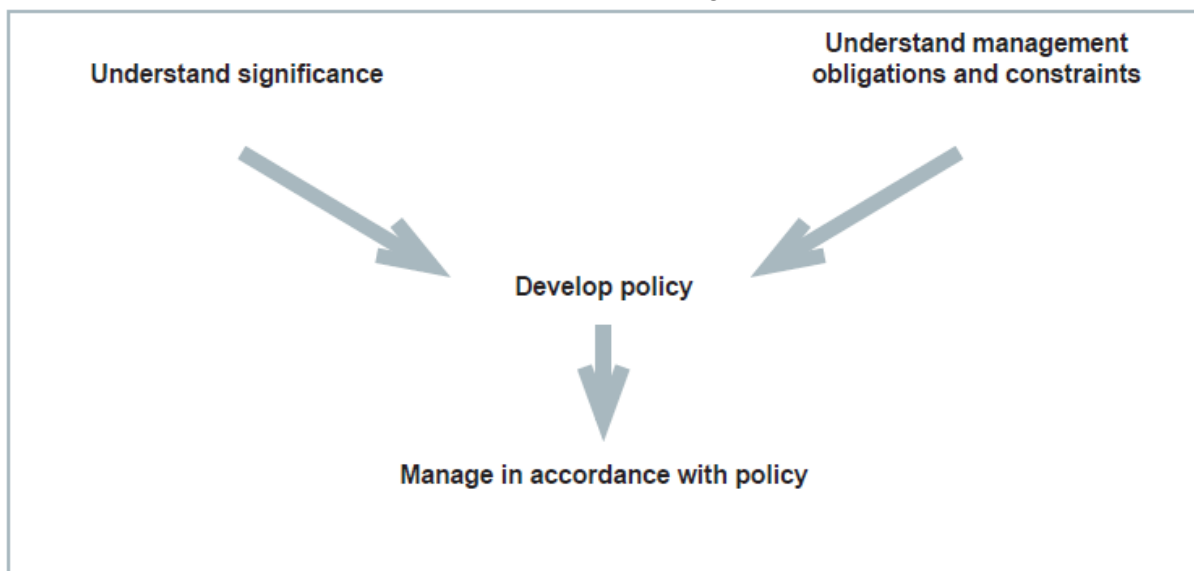 Understand significance
Understand management
obligations and constraints
Develop policy
Manage in accordance with policy